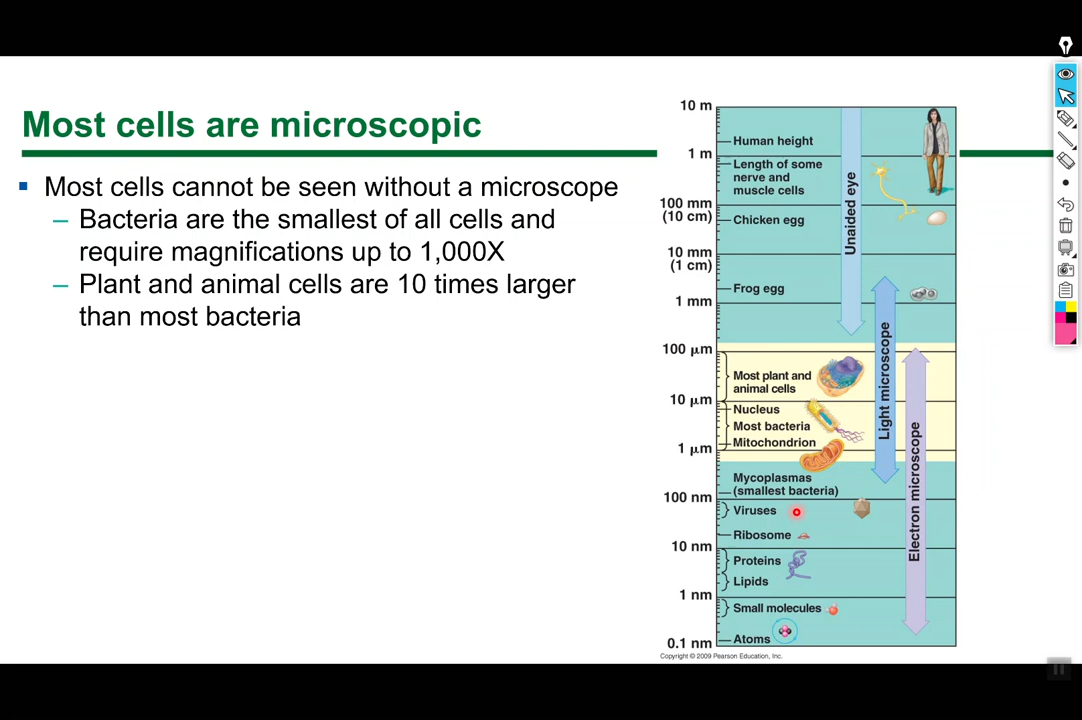 Most cells are microscopic
▪ Most cells cannot be seen without a microscope
– Bacteria are the smallest of all cells and
require magnifications up to 1,000X
– Plant and animal cells are 10 times larger
than most bacteria
10 m
Human height
1 m
Length of some
nerve and
muscle cells
100 mm
(10 cm)
Chicken egg
10 mm
(1 cm)
Frog egg
1 mm
100 μm
Most plant and
animal cells
10 μm
Nucleus
Most bacteria
Mitochondrion
1 μm
Mycoplasmas
(smallest bacteria)
100 nm
Viruses
Ribosome
10 nm
Proteins
Lipids
1 nm
Small molecules
Atoms
0.1 nm
Unaided eye
Light microscope
Electron microscope
Copyright © 2009 Pearson Education, Inc.